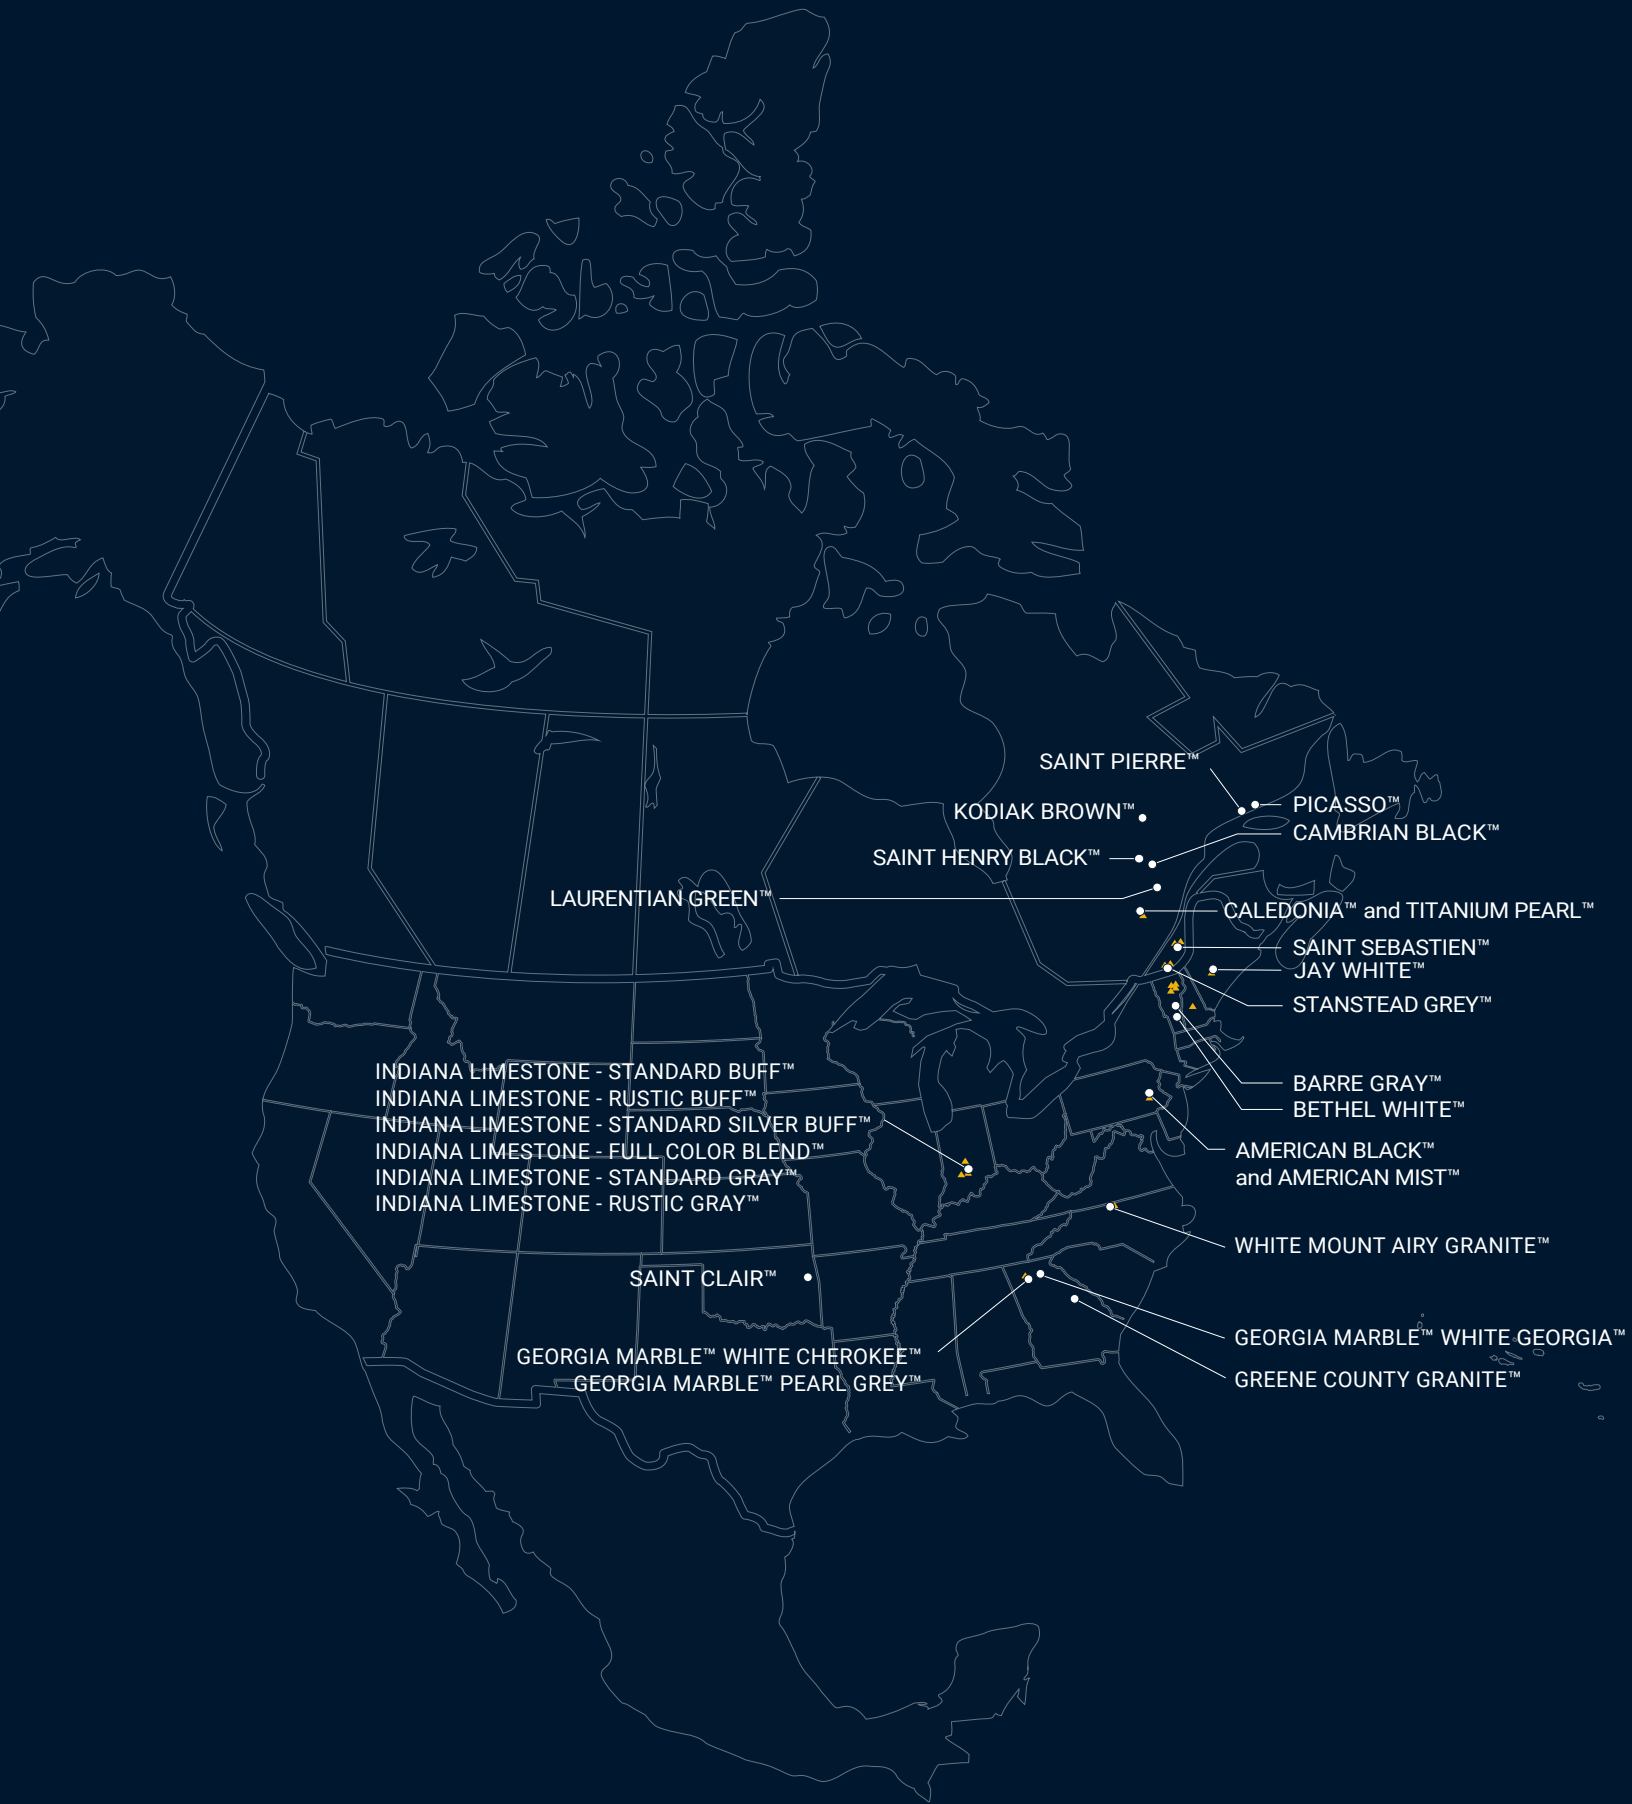 SAINT PIERRE™
PICASSO™
KODIAK BROWN™
CAMBRIAN BLACK™
SAINT HENRY BLACK™
LAURENTIAN GREEN™
CALEDONIA™ and TITANIUM PEARL™
SAINT SEBASTIEN™
JAY WHITE™
STANSTEAD GREY™
INDIANA LIMESTONE - STANDARD BUFF™
INDIANA LIMESTONE - RUSTIC BUFF™
INDIANA LIMESTONE - STANDARD SILVER BUFF™
INDIANA LIMESTONE - FULL COLOR BLEND™
INDIANA LIMESTONE - STANDARD GRAY™
INDIANA LIMESTONE - RUSTIC GRAY™
BARRE GRAY™
BETHEL WHITE™
AMERICAN BLACK™
and AMERICAN MIST™
WHITE MOUNT AIRY GRANITE™
SAINT CLAIR™
GEORGIA MARBLE™ WHITE GEORGIA™
GEORGIA MARBLE™ WHITE CHEROKEE™
GEORGIA MARBLE™ PEARL GREY™
GREENE COUNTY GRANITE™